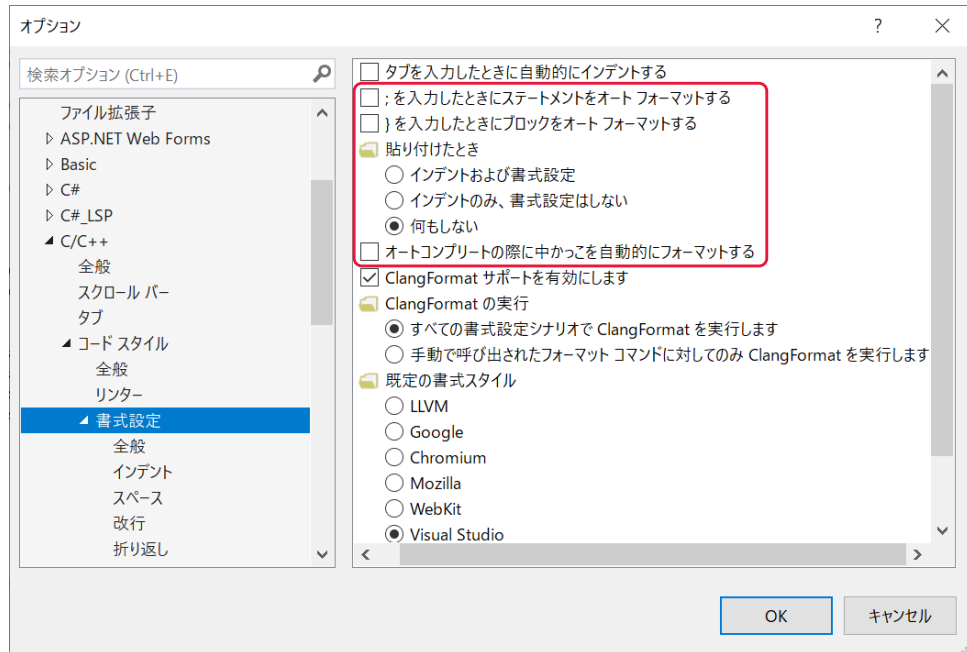 オプション
?
検索オプション (Ctrl+E)
ファイル拡張子
ASP.NET Web Forms
Basic
C#
C#_LSP
C/C++
全般
スクロール バー
タブ
コード スタイル
全般
リンター
書式設定
全般
インデント
スペース
改行
折り返し
タブを入力したときに自動的にインデントする
; を入力したときにステートメントをオート フォーマットする
} を入力したときにブロックをオート フォーマットする
貼り付けたとき
インデントおよび書式設定
インデントのみ、書式設定はしない
何もしない
オートコンプリートの際に中かっこを自動的にフォーマットする
ClangFormat サポートを有効にします
ClangFormat の実行
すべての書式設定シナリオで ClangFormat を実行します
手動で呼び出されたフォーマット コマンドに対してのみ ClangFormat を実行します
既定の書式スタイル
LLVM
Google
Chromium
Mozilla
WebKit
Visual Studio
OK
キャンセル